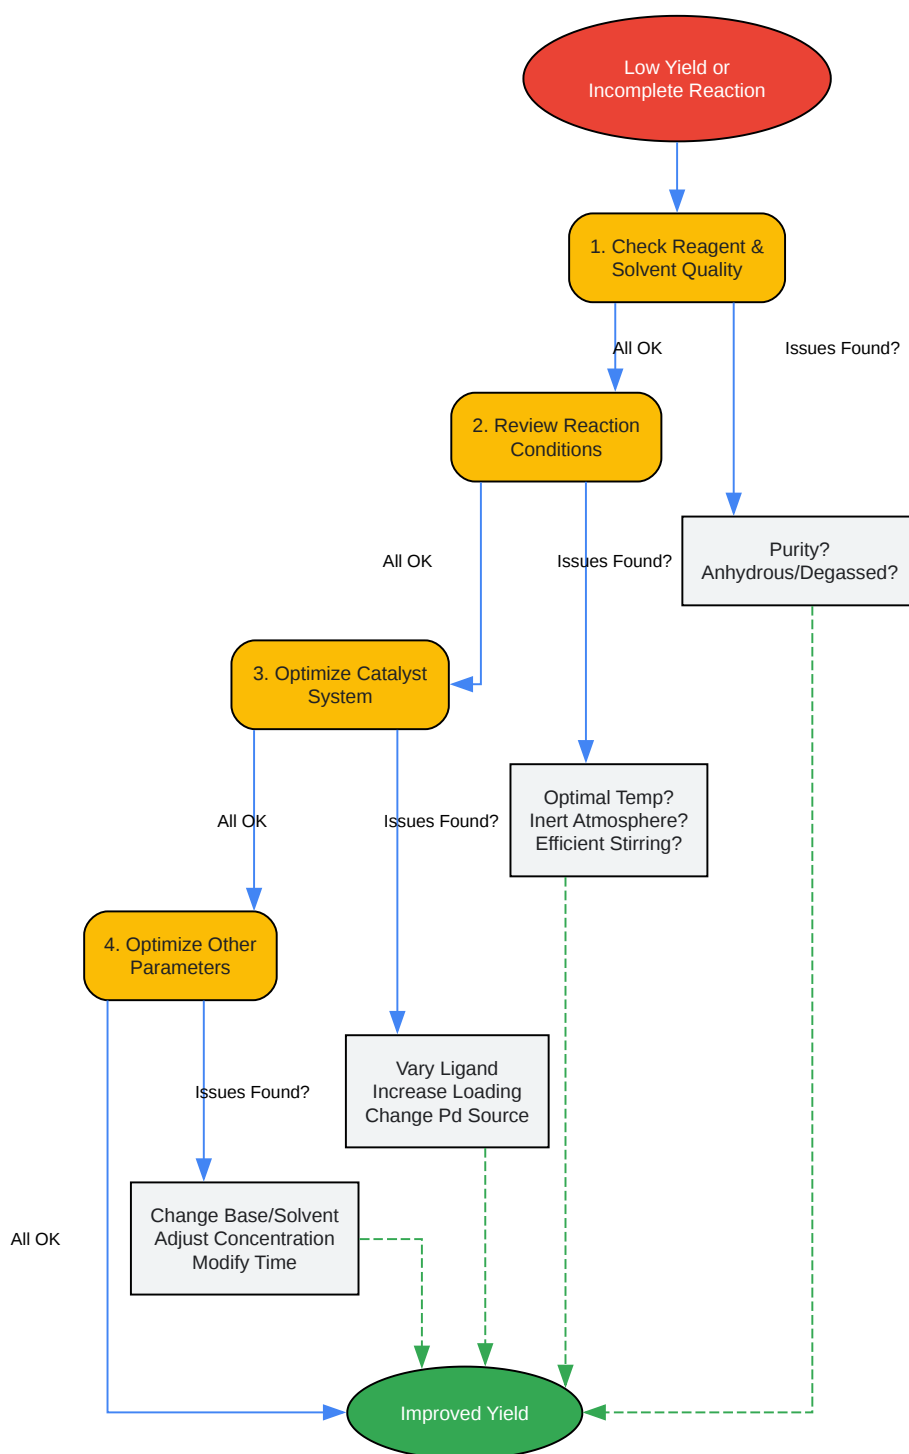 Low Yield or
Incomplete Reaction
1. Check Reagent &
Solvent Quality
All OK
Issues Found?
2. Review Reaction
Conditions
All OK
Issues Found?
Purity?
Anhydrous/Degassed?
3. Optimize Catalyst
System
All OK
Issues Found?
Optimal Temp?
Inert Atmosphere?
Efficient Stirring?
4. Optimize Other
Parameters
Issues Found?
Vary Ligand
Increase Loading
Change Pd Source
All OK
Change Base/Solvent
Adjust Concentration
Modify Time
Improved Yield